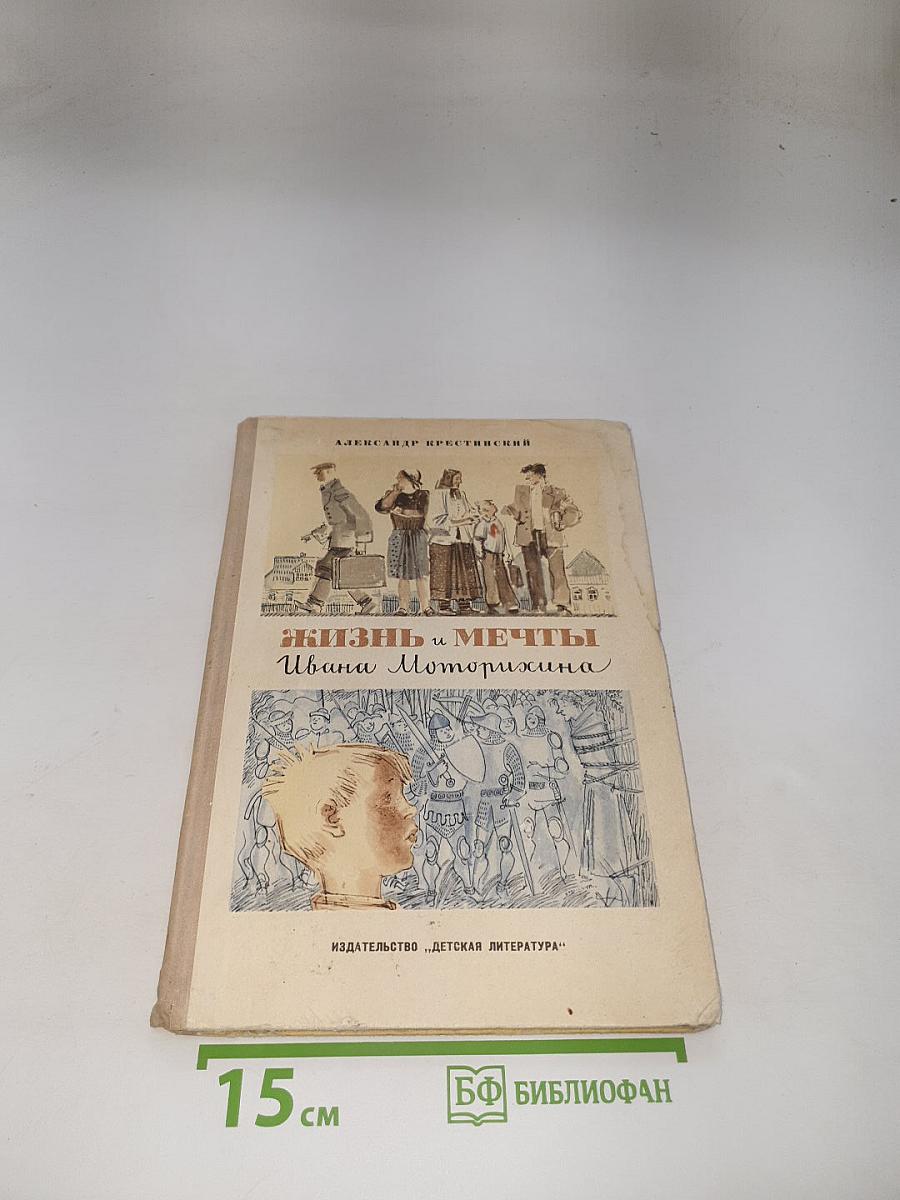 АЛЕКСАНДР КРЕСТИНСКИЙ
ЖИЗНЬ и МЕЧТЫ
Ивана Моторихина
ИЗДАТЕЛЬСТВО „ДЕТСКАЯ ЛИТЕРАТУРА“
15 см
БФ БИБЛИОФАН